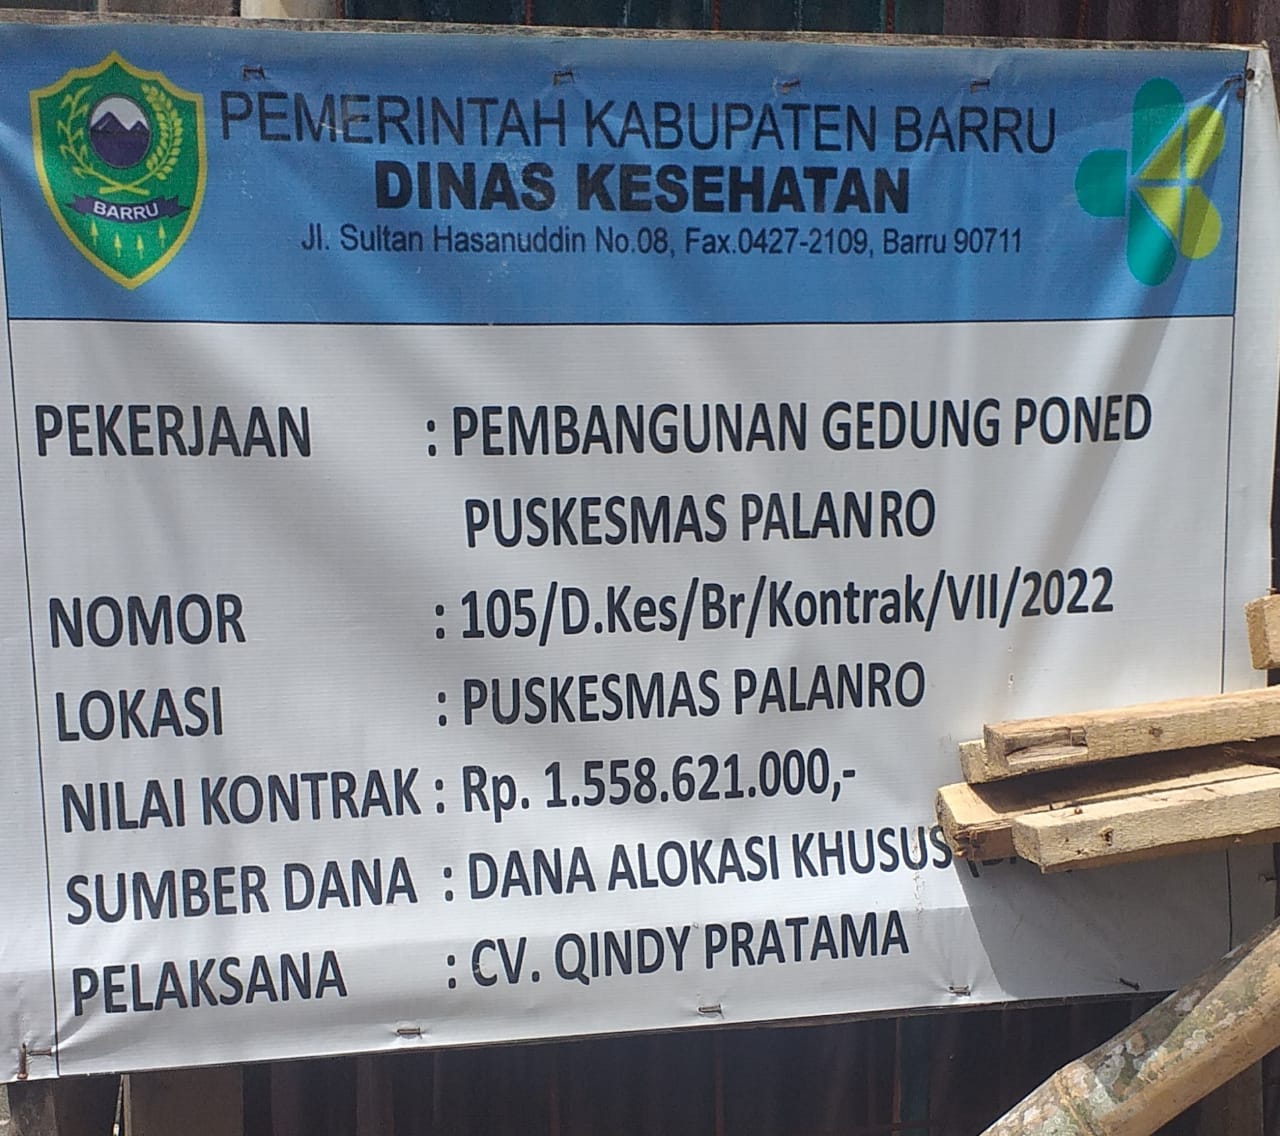 BARRU
PEMERINTAH KABUPATEN BARRU
DINAS KESEHATAN
Jl. Sultan Hasanuddin No.08, Fax.0427-2109, Barru 90711
PEKERJAAN : PEMBANGUNAN GEDUNG PONED
PUSKESMAS PALANRO
NOMOR : 105/D.Kes/Br/Kontrak/VII/2022
LOKASI : PUSKESMAS PALANRO
NILAI KONTRAK : Rp. 1.558.621.000,-
SUMBER DANA : DANA ALOKASI KHUSUS
PELAKSANA : CV. QINDY PRATAMA